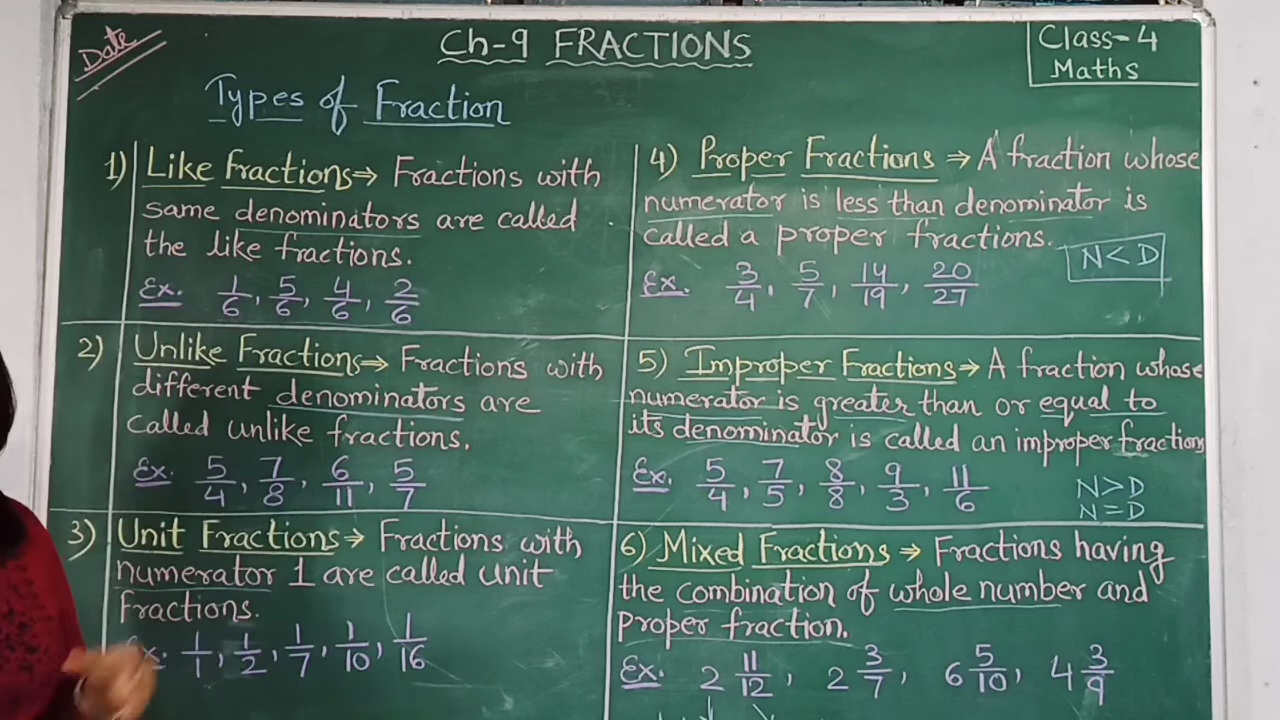 Date
Ch-9 FRACTIONS
Class-4
Maths
Types of Fraction
1) Like Fractions → Fractions with
same denominators are called
the like fractions.
Ex. 1/6, 5/6, 4/6, 2/6
2) Unlike Fractions → Fractions with
different denominators are
called unlike fractions.
Ex. 5/4, 7/8, 6/11, 5/7
3) Unit Fractions → Fractions with
numerator 1 are called unit
fractions.
Ex. 1/1, 1/2, 1/7, 1/10, 1/16
4) Proper Fractions ⇒ A fraction whose
numerator is less than denominator is
called a proper fractions.
N<D
Ex. 3/4, 5/7, 14/19, 20/27
5) Improper Fractions → A fraction whose
numerator is greater than or equal to
its denominator is called an improper fractions
Ex. 5/4, 7/5, 8/8, 9/3, 11/6
N>D
N=D
6) Mixed Fractions → Fractions having
the combination of whole number and
proper fraction.
Ex. 2 11/12, 2 3/7, 6 5/10, 4 3/9